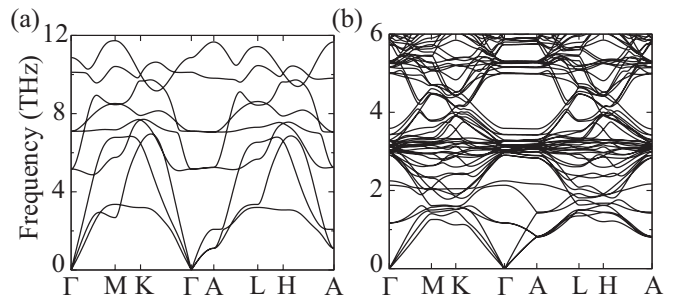 (a)
12
8
4
0
Frequency (THz)
Γ M K Γ A L H A
(b)
6
4
2
0
Γ M K Γ A L H A